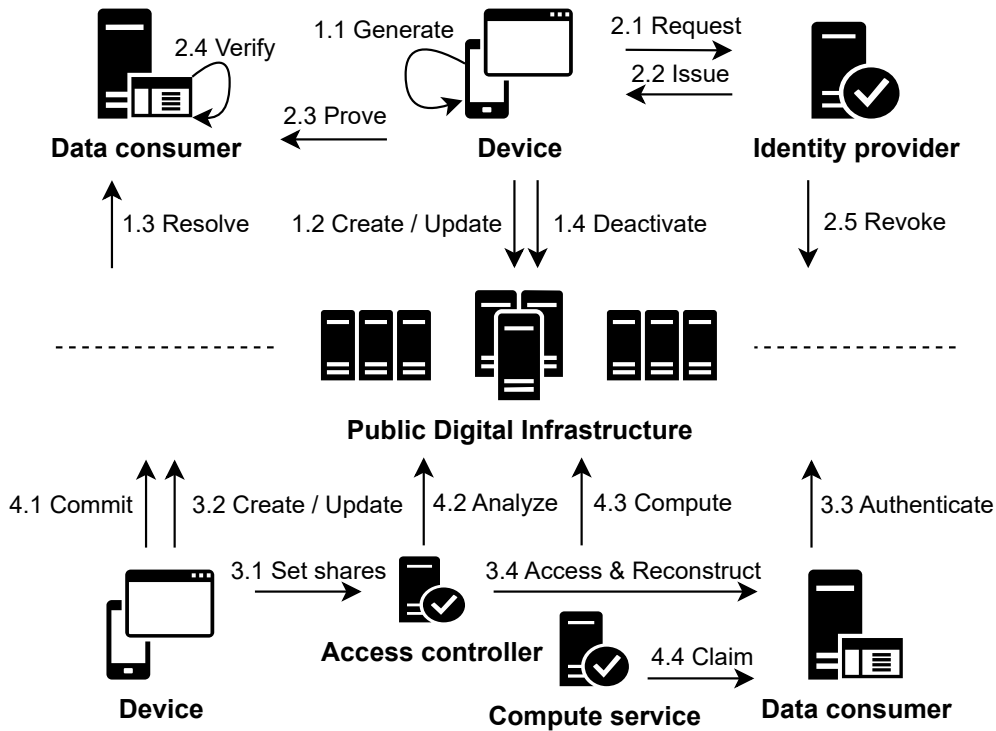 1.1 Generate
2.1 Request
2.4 Verify
2.2 Issue
2.3 Prove
Data consumer
Device
Identity provider
1.3 Resolve
1.2 Create / Update
1.4 Deactivate
2.5 Revoke
Public Digital Infrastructure
4.1 Commit
3.2 Create / Update
4.2 Analyze
4.3 Compute
3.3 Authenticate
3.1 Set shares
3.4 Access & Reconstruct
Access controller
4.4 Claim
Device
Compute service
Data consumer